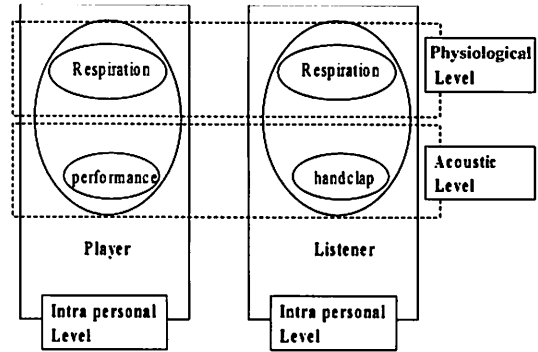 Respiration
Respiration
Physiological
Level
performance
handclap
Acoustic
Level
Player
Listener
Intra personal
Level
Intra personal
Level